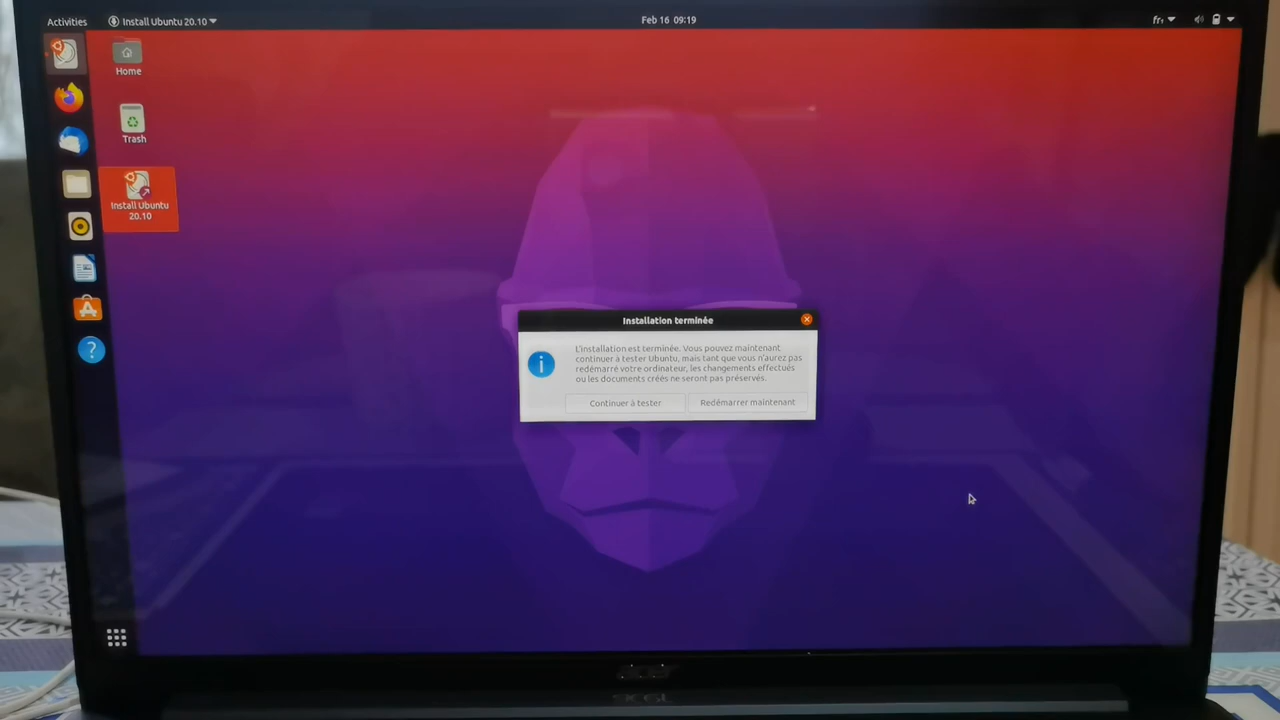 Activities
Install Ubuntu 20.10
Feb 16 09:19
fr₁
Home
Trash
Install Ubuntu
20.10
Installation terminée
L'installation est terminée. Vous pouvez maintenant
continuer à tester Ubuntu, mais tant que vous n'aurez pas
redémarré votre ordinateur, les changements effectués
ou les documents créés ne seront pas préservés.
Continuer à tester
Redémarrer maintenant
acer